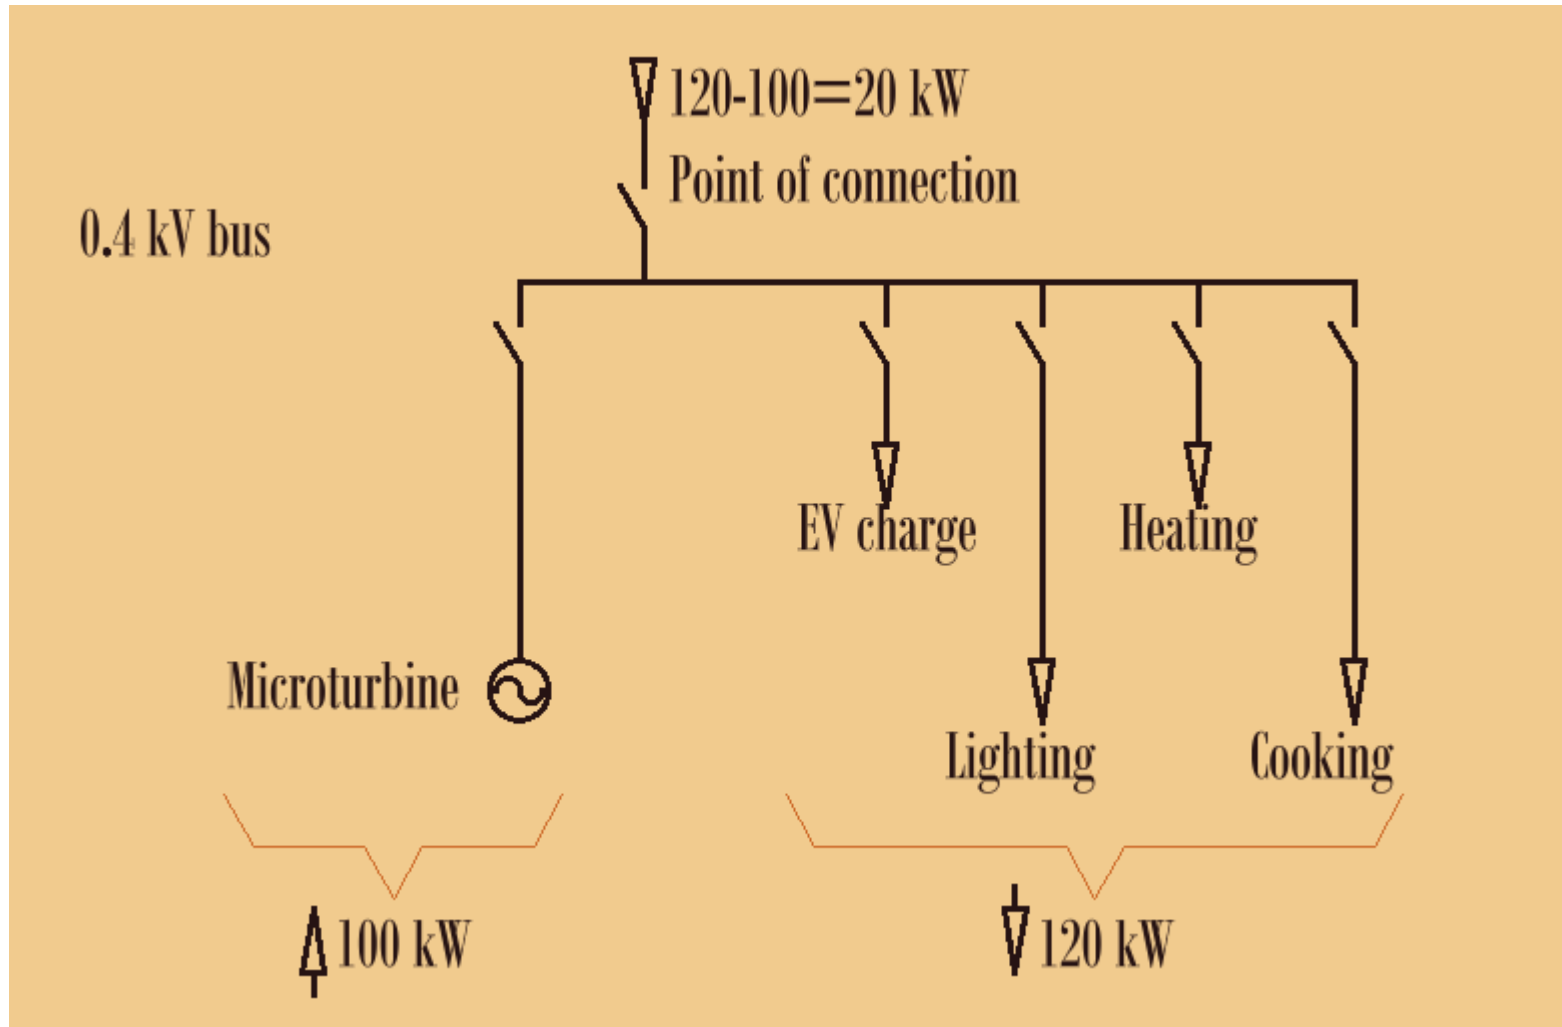 120-100=20 kW
Point of connection
0.4 kV bus
EV charge
Heating
Microturbine
Lighting
Cooking
100 kW
120 kW